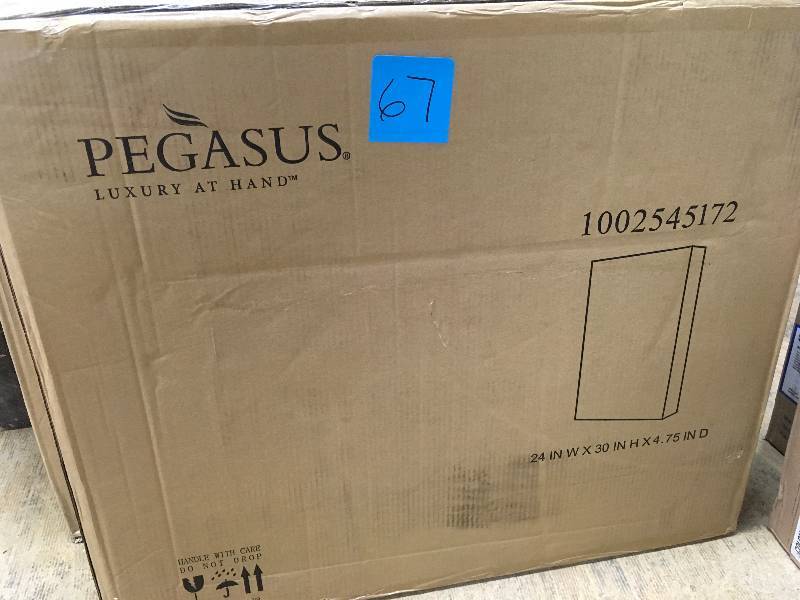 67
PEGASUS®
LUXURY AT HAND™
1002545172
24 IN W X 30 IN H X 4.75 IN D
HANDLE WITH CARE
DO NOT DROP